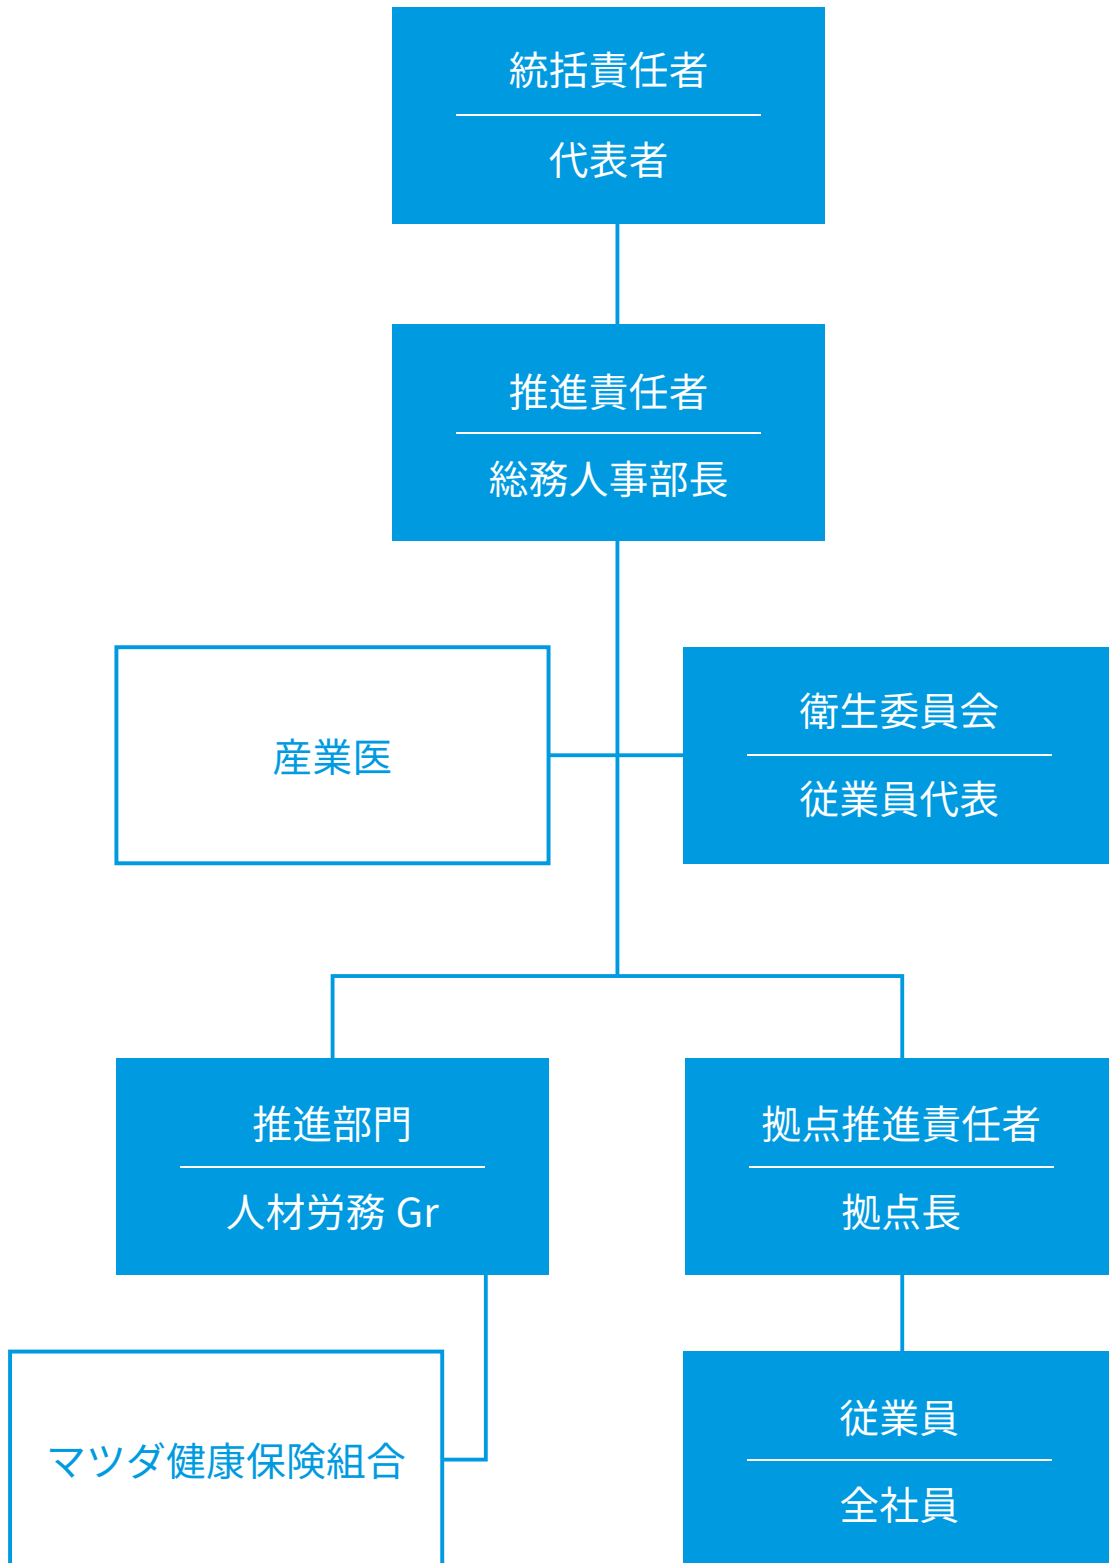 統括責任者
代表者
推進責任者
総務人事部長
産業医
衛生委員会
従業員代表
推進部門
人材労務 Gr
拠点推進責任者
拠点長
マツダ健康保険組合
従業員
全社員